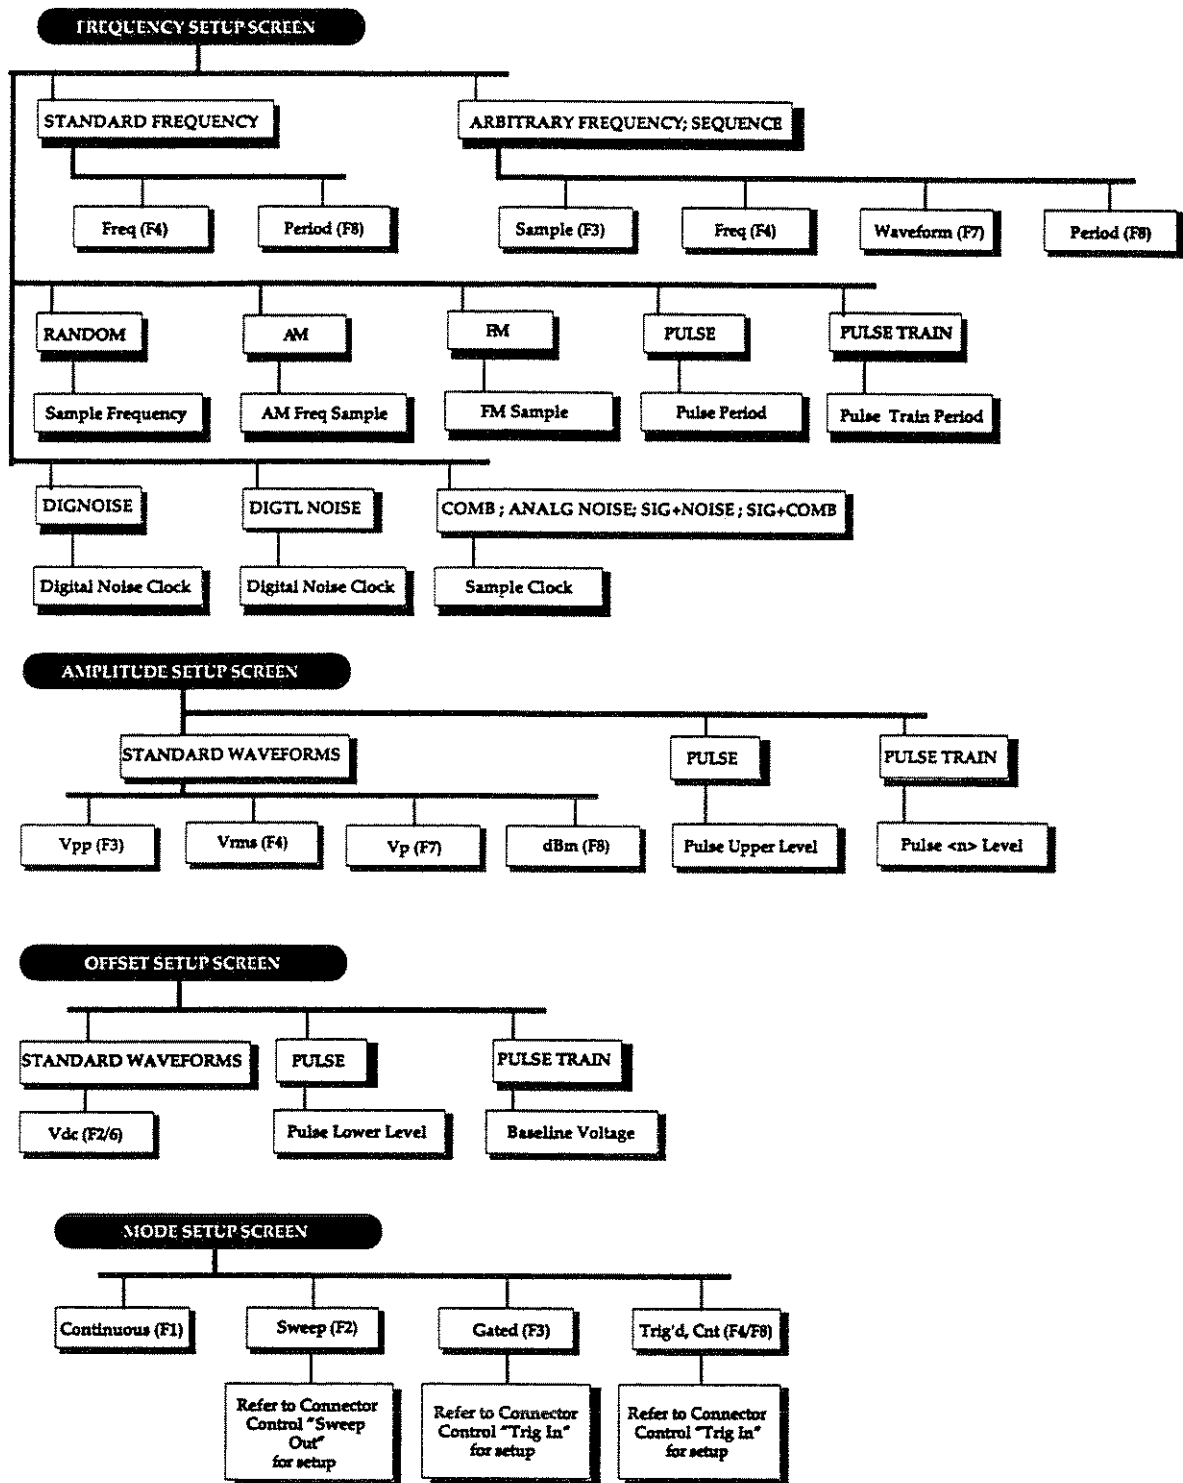 FREQUENCY SETUP SCREEN
STANDARD FREQUENCY
ARBITRARY FREQUENCY; SEQUENCE
Freq (F4)
Period (F8)
Sample (F3)
Freq (F4)
Waveform (F7)
Period (F8)
RANDOM
AM
FM
PULSE
PULSE TRAIN
Sample Frequency
AM Freq Sample
FM Sample
Pulse Period
Pulse Train Period
DIGNOISE
DIGTL NOISE
COMB ; ANALG NOISE; SIG+NOISE ; SIG+COMB
Digital Noise Clock
Digital Noise Clock
Sample Clock
AMPLITUDE SETUP SCREEN
STANDARD WAVEFORMS
PULSE
PULSE TRAIN
Vpp (F3)
Vrms (F4)
Vp (F7)
dBm (F8)
Pulse Upper Level
Pulse <n> Level
OFFSET SETUP SCREEN
STANDARD WAVEFORMS
PULSE
PULSE TRAIN
Vdc (F2/6)
Pulse Lower Level
Baseline Voltage
MODE SETUP SCREEN
Continuous (F1)
Sweep (F2)
Gated (F3)
Trig'd, Cnt (F4/F8)
Refer to Connector
Control "Sweep
Out"
for setup
Refer to Connector
Control "Trig In"
for setup
Refer to Connector
Control "Trig In"
for setup